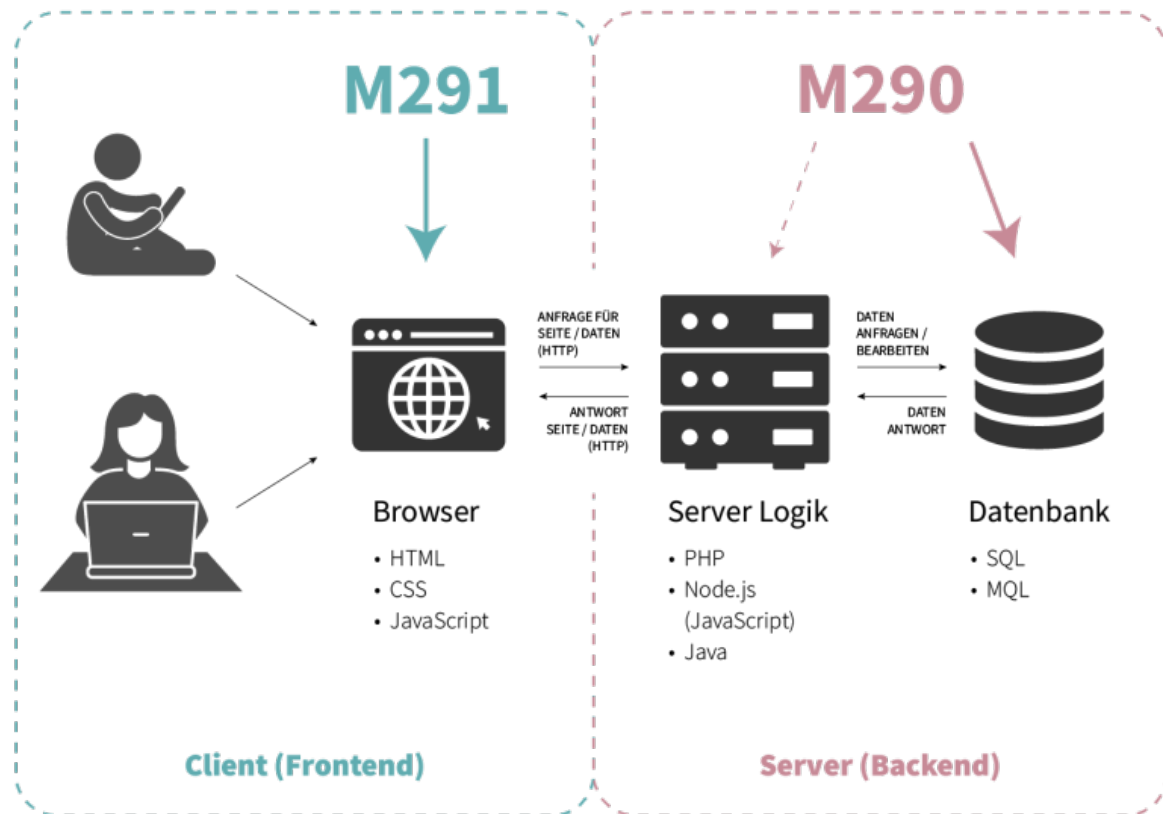 M291
M290
ANFRAGE FÜR
SEITE / DATEN
(HTTP)
ANTWORT
SEITE / DATEN
(HTTP)
DATEN
ANFRAGEN /
BEARBEITEN
DATEN
ANTWORT
Browser
• HTML
• CSS
• JavaScript
Server Logik
• PHP
• Node.js
(JavaScript)
• Java
Datenbank
• SQL
• MQL
Client (Frontend)
Server (Backend)